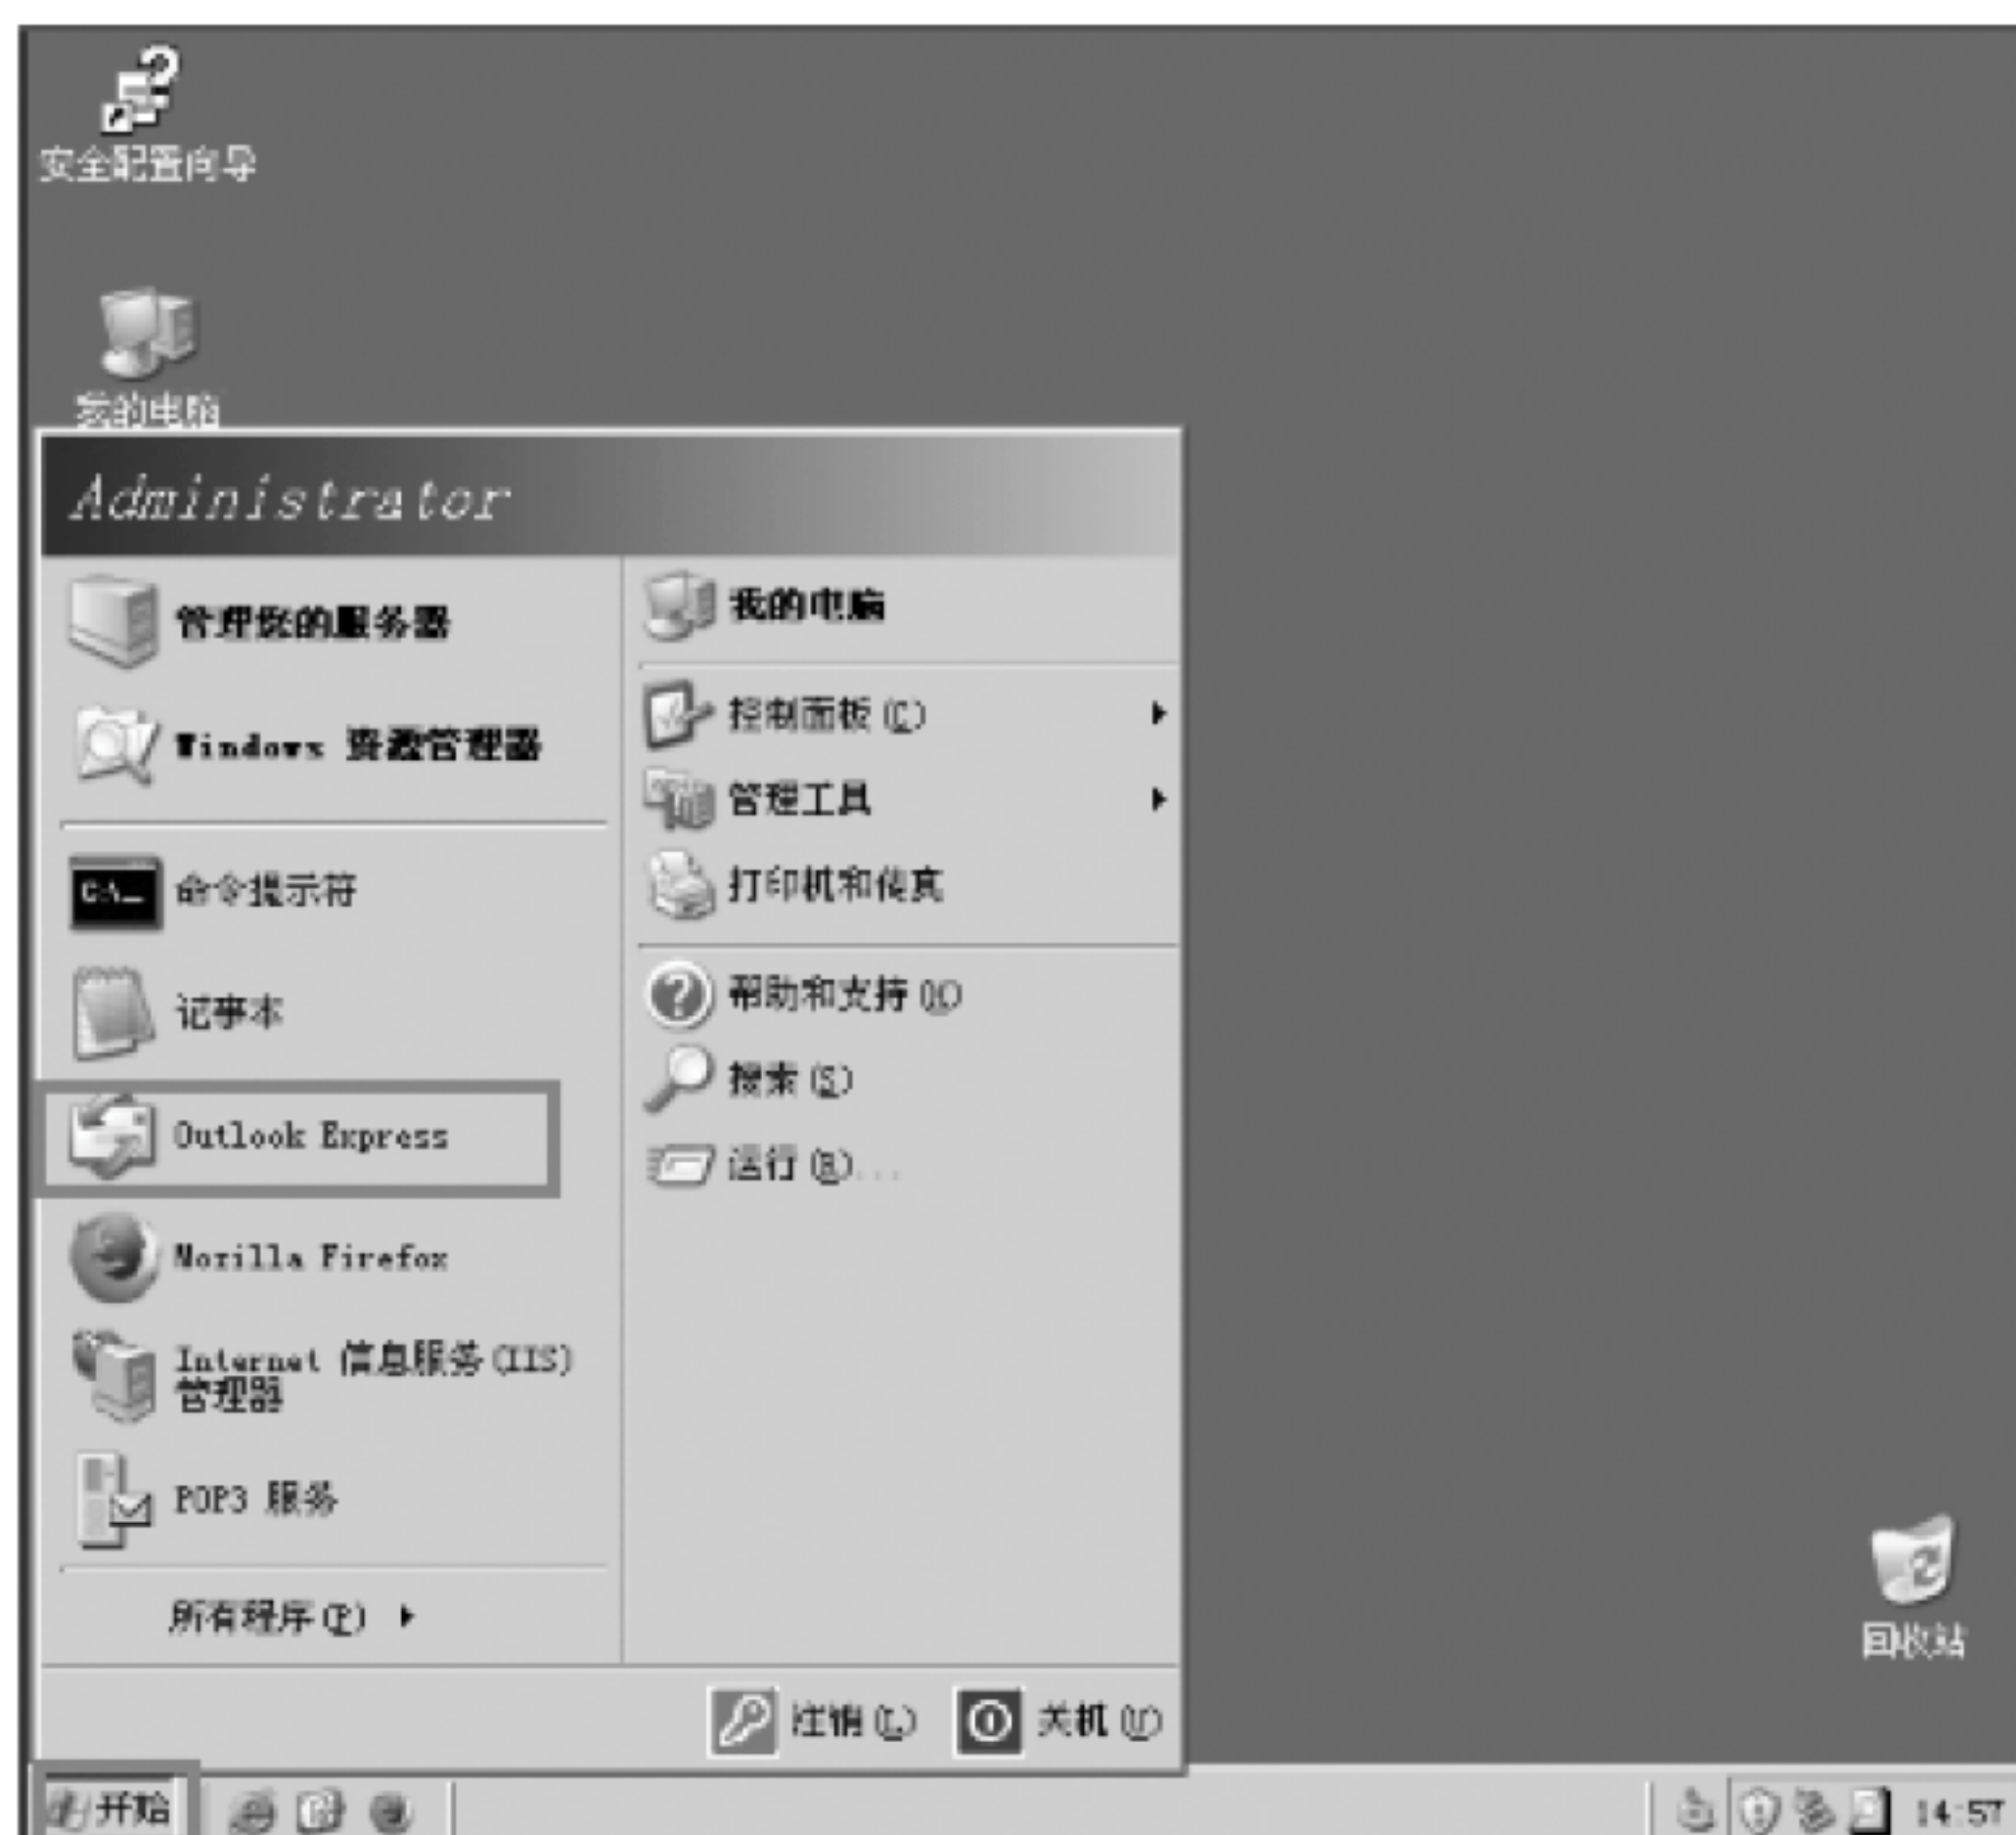 安全配置向导
我的电脑
Administrator
管理您的服务器
Windows 资源管理器
命令提示符
C:\_
记事本
Outlook Express
Mozilla Firefox
Internet 信息服务(IIS)
管理器
POP3 服务
所有程序(P)
我的电脑
控制面板(C)
管理工具
打印机和传真
帮助和支持(H)
搜索(S)
运行(R)...
注销(L)
关机(U)
回收站
开始
14:57